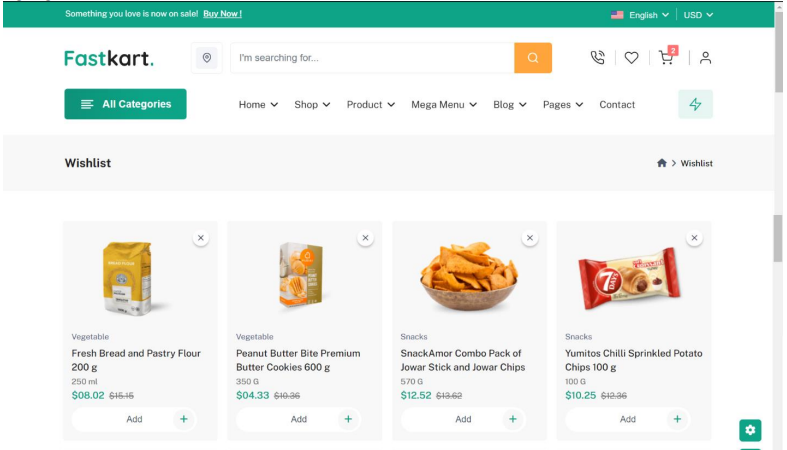 Something you love is now on sale! Buy Now !
English USD
Fastkart.
I'm searching for...
2
All Categories
Home Shop Product Mega Menu Blog Pages Contact
Wishlist
Wishlist
7
DAYS
Vegetable
Fresh Bread and Pastry Flour
200 g
250 ml
$08.02 $15.15
Add +
Vegetable
Peanut Butter Bite Premium
Butter Cookies 600 g
350 G
$04.33 $10.36
Add +
Snacks
SnackAmor Combo Pack of
Jowar Stick and Jowar Chips
570 G
$12.52 $13.62
Add +
Snacks
Yumitos Chilli Sprinkled Potato
Chips 100 g
100 G
$10.25 $12.36
Add +